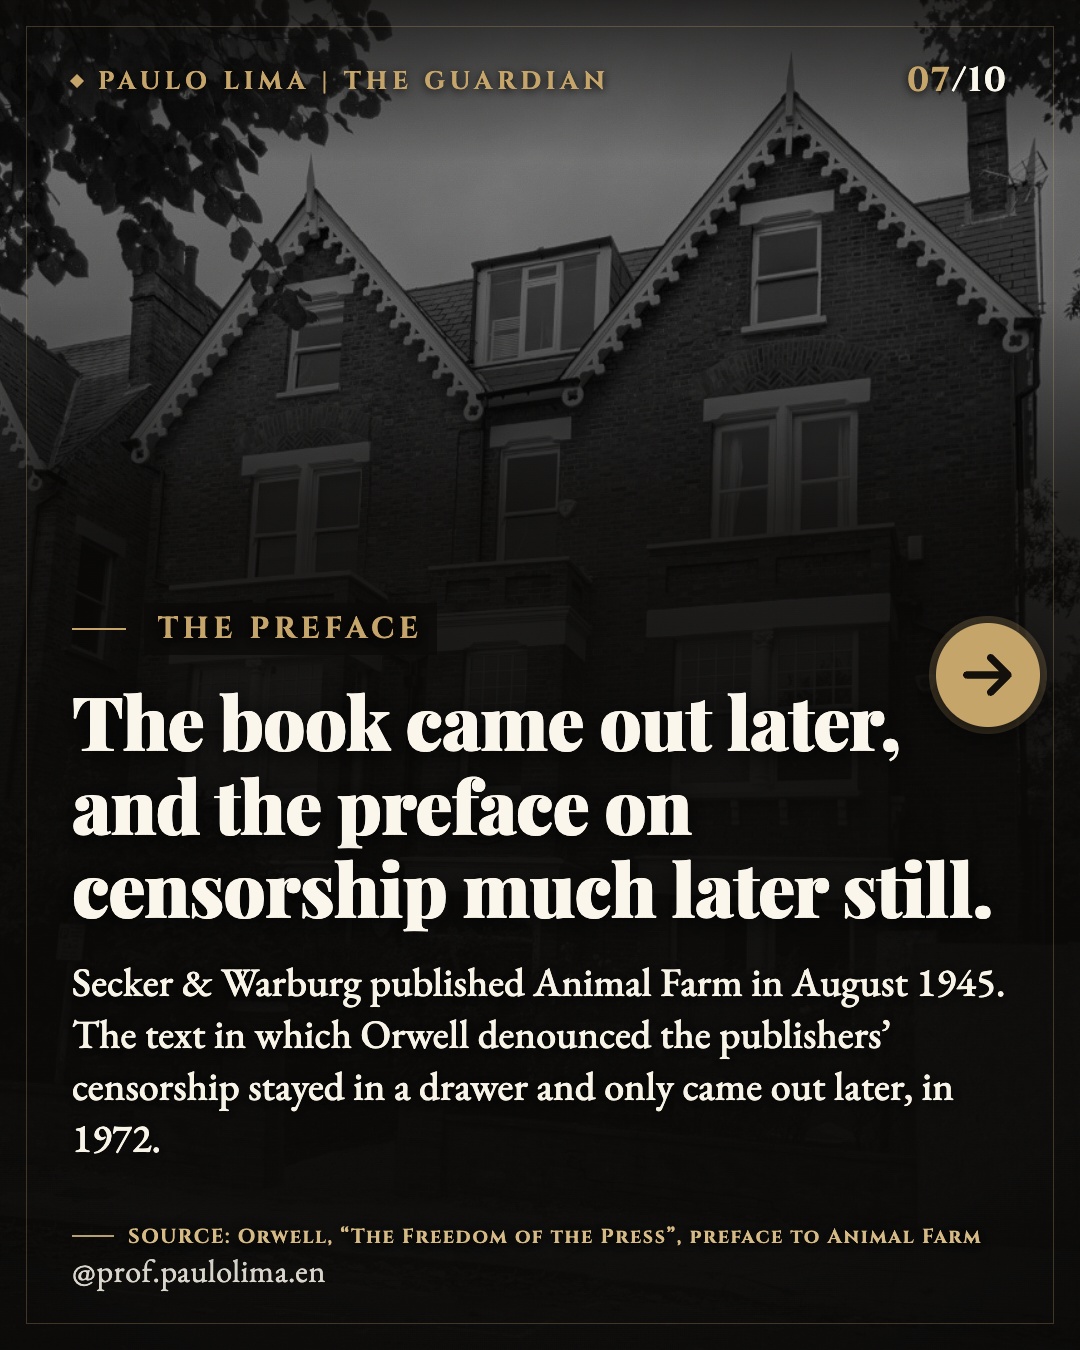 ◆ PAULO LIMA | THE GUARDIAN
07/10
THE PREFACE
The book came out later,
and the preface on
censorship much later still.
Secker & Warburg published Animal Farm in August 1945.
The text in which Orwell denounced the publishers’
censorship stayed in a drawer and only came out later, in
1972.
SOURCE: Orwell, “The Freedom of the Press”, preface to Animal Farm
@prof.paulolima.en